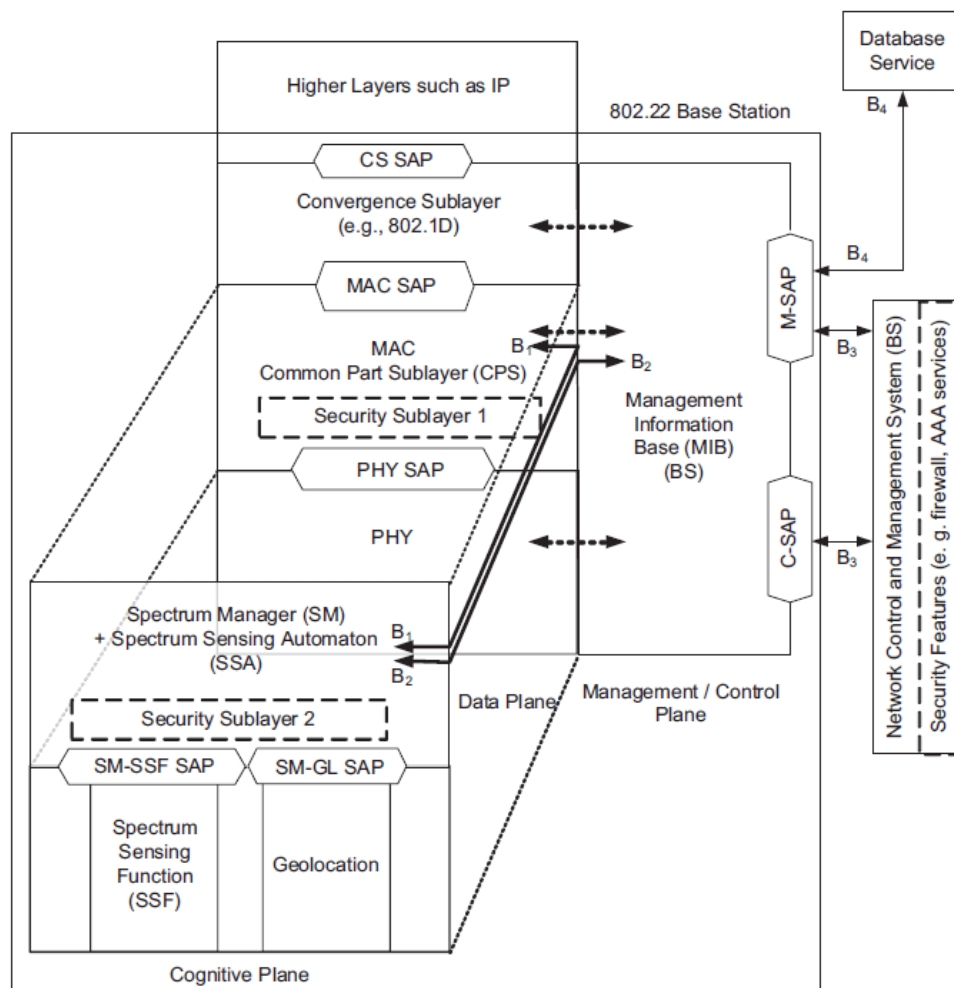 Database
Service
Higher Layers such as IP
B4
802.22 Base Station
CS SAP
Convergence Sublayer
(e.g., 802.1D)
B4
MAC SAP
M-SAP
B1
B3
MAC
Common Part Sublayer (CPS)
B2
Security Sublayer 1
Management
Information
Base (MIB)
(BS)
PHY SAP
PHY
C-SAP
B3
Network Control and Management System (BS)
Security Features (e. g. firewall, AAA services)
Spectrum Manager (SM)
+ Spectrum Sensing Automaton
(SSA)
B1
B2
Data Plane
Management / Control
Plane
Security Sublayer 2
SM-SSF SAP
SM-GL SAP
Spectrum
Sensing
Function
(SSF)
Geolocation
Cognitive Plane